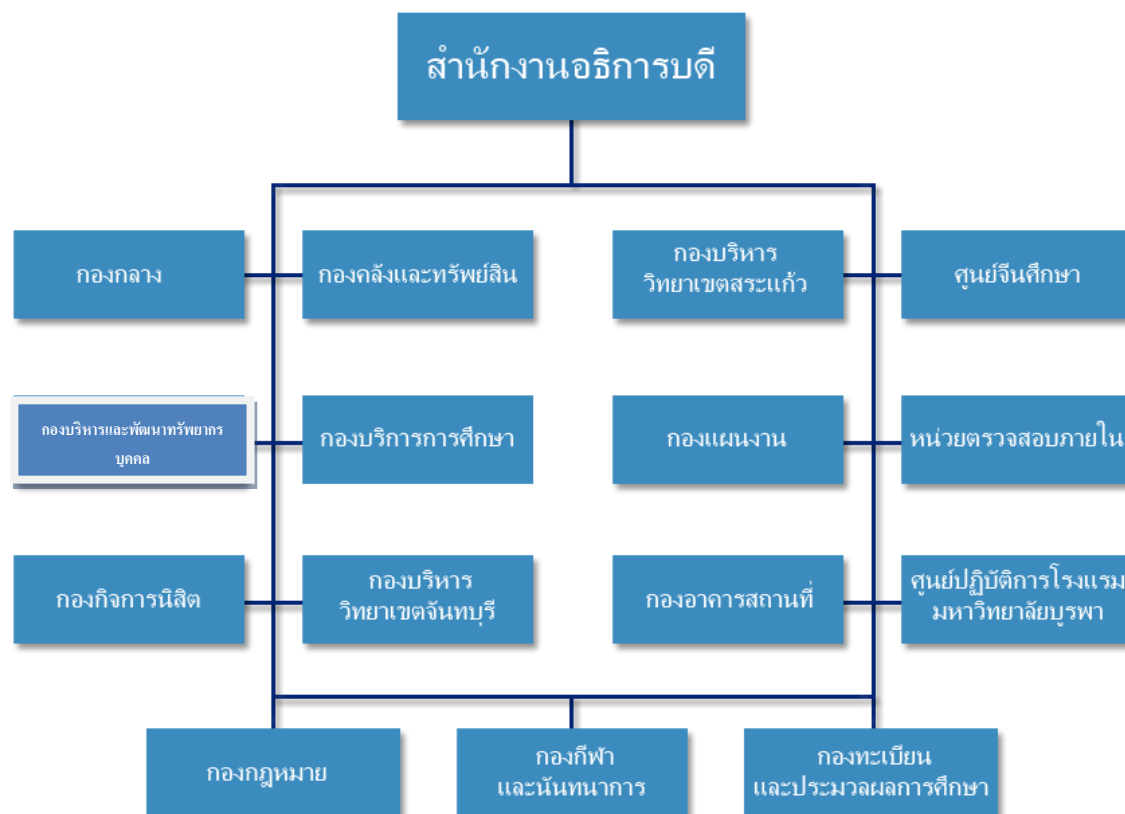 สำนักงานอธิการบดี
กองกลาง
กองคลังและทรัพย์สิน
กองบริหาร
วิทยาเขตสระแก้ว
ศูนย์จีนศึกษา
กองบริหารและพัฒนาทรัพยากร
บุคคล
กองบริการการศึกษา
กองแผนงาน
หน่วยตรวจสอบภายใน
กองกิจการนิสิต
กองบริหาร
วิทยาเขตจันทบุรี
กองอาคารสถานที่
ศูนย์ปฏิบัติการโรงแรม
มหาวิทยาลัยบูรพา
กองกฎหมาย
กองกีฬา
และนันทนาการ
กองทะเบียน
และประมวลผลการศึกษา